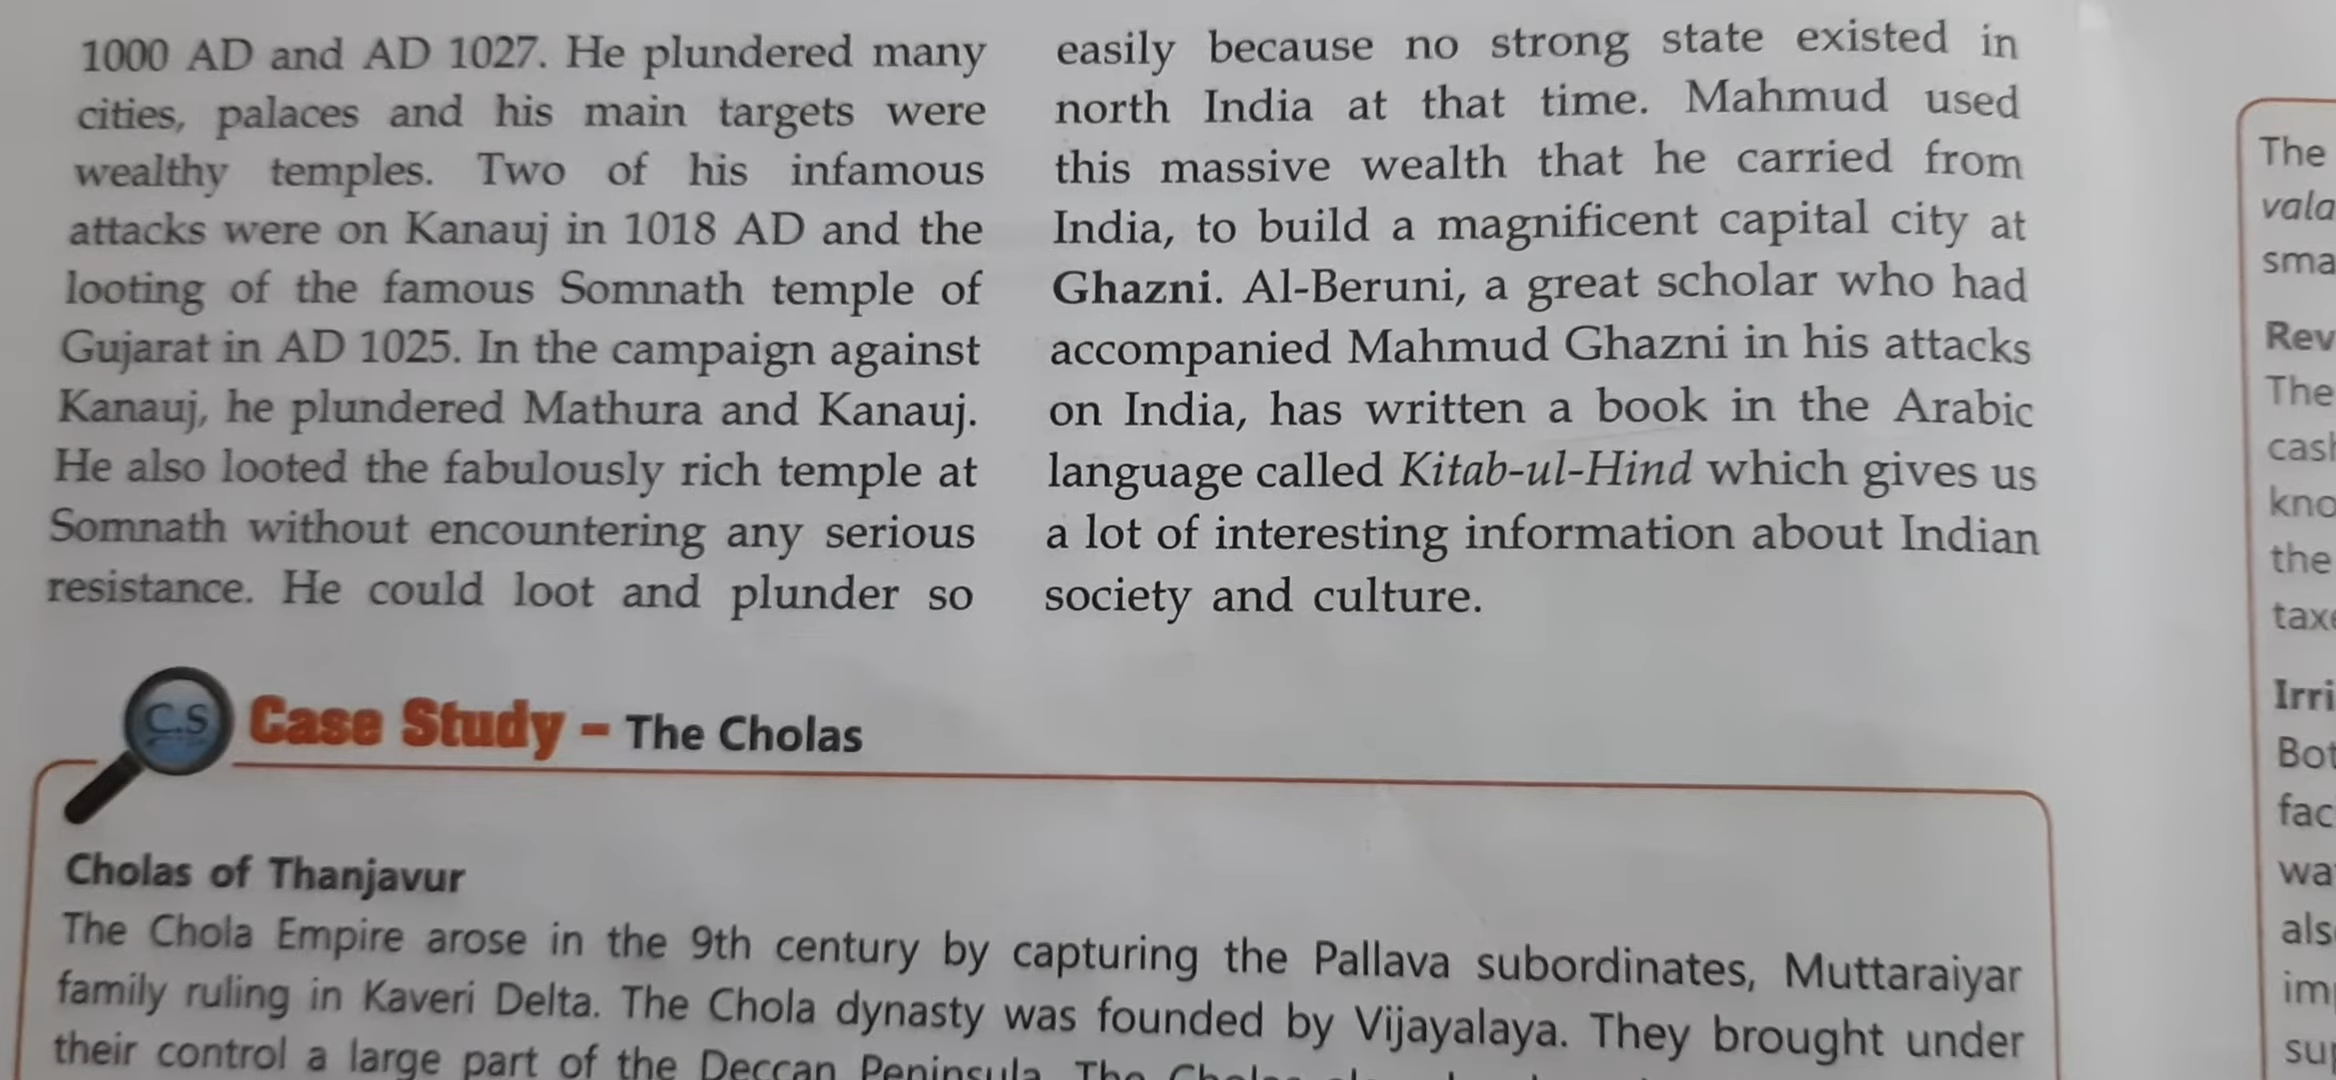 1000 AD and AD 1027. He plundered many
cities, palaces and his main targets were
wealthy temples. Two of his infamous
attacks were on Kanauj in 1018 AD and the
looting of the famous Somnath temple of
Gujarat in AD 1025. In the campaign against
Kanauj, he plundered Mathura and Kanauj.
He also looted the fabulously rich temple at
Somnath without encountering any serious
resistance. He could loot and plunder so
easily because no strong state existed in
north India at that time. Mahmud used
this massive wealth that he carried from
India, to build a magnificent capital city at
Ghazni. Al-Beruni, a great scholar who had
accompanied Mahmud Ghazni in his attacks
on India, has written a book in the Arabic
language called Kitab-ul-Hind which gives us
a lot of interesting information about Indian
society and culture.
C.S Case Study – The Cholas
Cholas of Thanjavur
The Chola Empire arose in the 9th century by capturing the Pallava subordinates, Muttaraiyar
family ruling in Kaveri Delta. The Chola dynasty was founded by Vijayalaya. They brought under
their control a large part of the Deccan Peninsula. The
The
vala
sma
Rev
The
kno
the
Irri
Bot
fac
wa
als